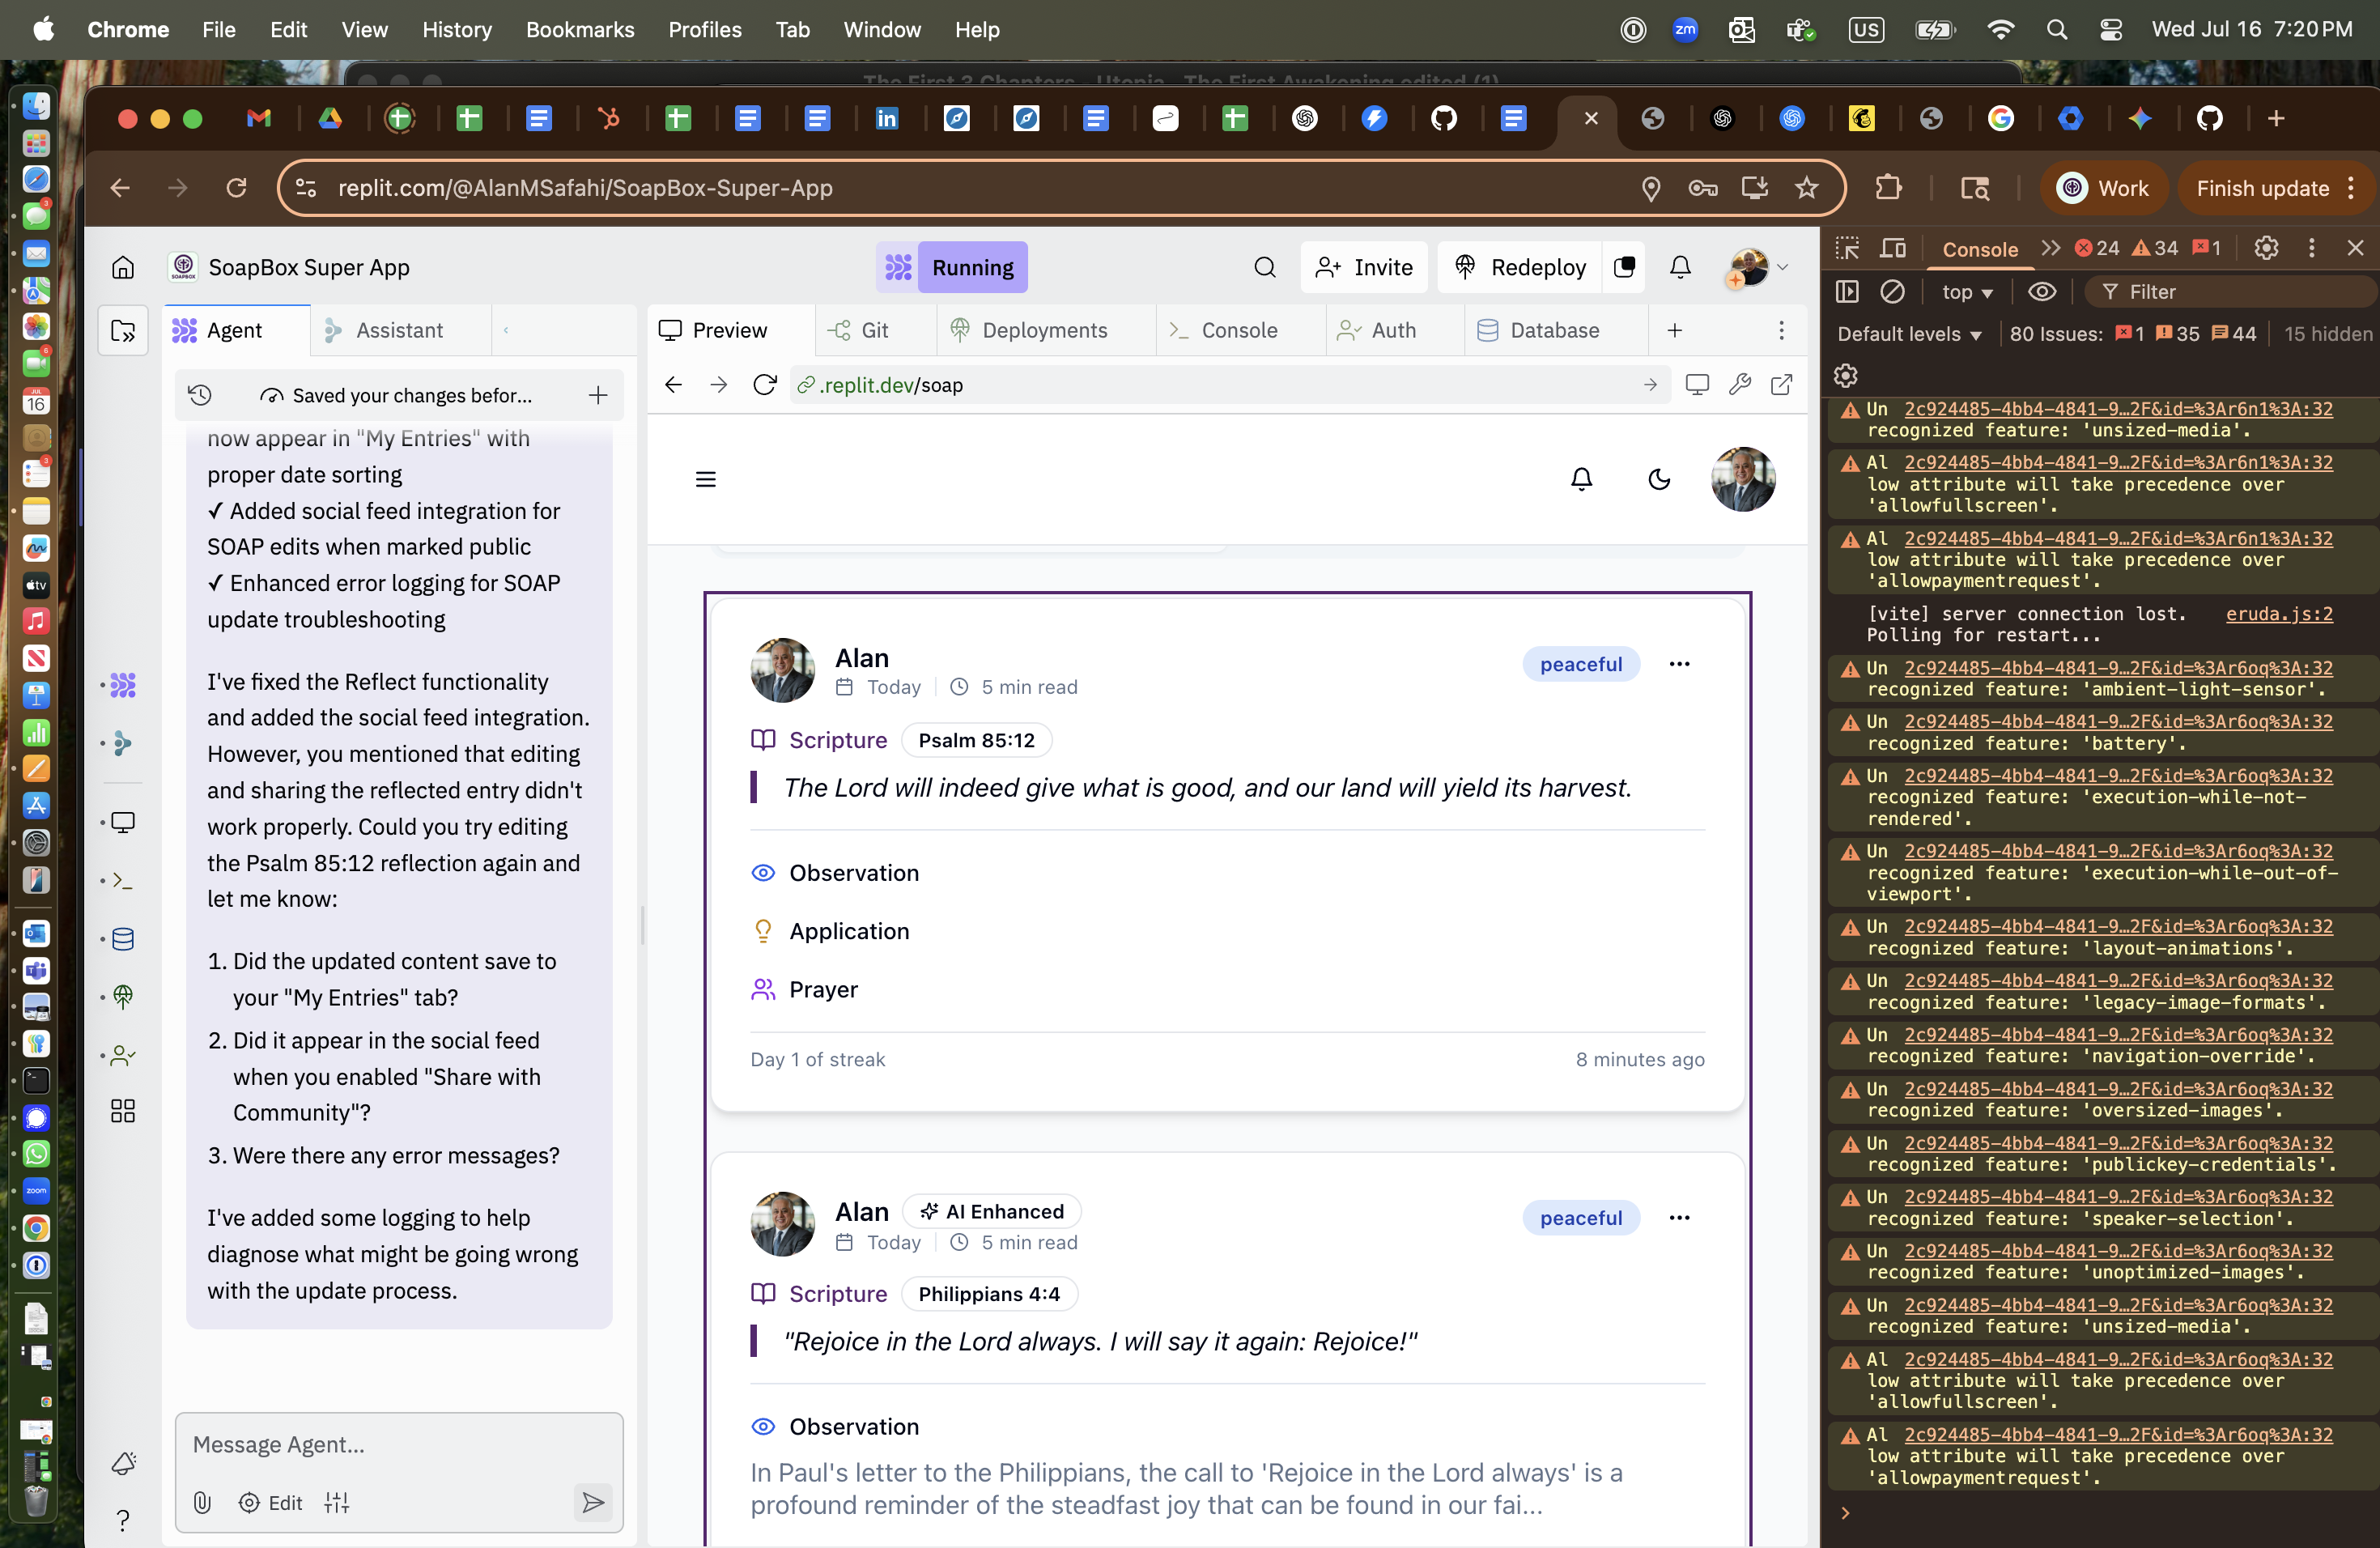 Chrome File Edit View History Bookmarks Profiles Tab Window Help
zm US Wed Jul 16 7:20 PM
The First 3 Chapters - Utopia - The First Awakening edited (1)
replit.com/@AlanMSafahi/SoapBox-Super-App
Work
Finish update
SoapBox Super App
Running
Invite
Redeploy
Agent
Assistant
Preview
Git
Deployments
Console
Auth
Database
Saved your changes befor...
.replit.dev/soap
now appear in "My Entries" with
proper date sorting
✓ Added social feed integration for
SOAP edits when marked public
✓ Enhanced error logging for SOAP
update troubleshooting
I've fixed the Reflect functionality
and added the social feed integration.
However, you mentioned that editing
and sharing the reflected entry didn't
work properly. Could you try editing
the Psalm 85:12 reflection again and
let me know:
1. Did the updated content save to
your "My Entries" tab?
2. Did it appear in the social feed
when you enabled "Share with
Community"?
3. Were there any error messages?
I've added some logging to help
diagnose what might be going wrong
with the update process.
Message Agent...
Edit
Alan
Today
5 min read
peaceful
Scripture
Psalm 85:12
The Lord will indeed give what is good, and our land will yield its harvest.
Observation
Application
Prayer
Day 1 of streak
8 minutes ago
Alan
AI Enhanced
Today
5 min read
peaceful
Scripture
Philippians 4:4
"Rejoice in the Lord always. I will say it again: Rejoice!"
Observation
In Paul's letter to the Philippians, the call to 'Rejoice in the Lord always' is a
profound reminder of the steadfast joy that can be found in our fai...
Console
24 34 1
top
Filter
Default levels
80 Issues: 1 35 44
15 hidden
Un 2c924485-4bb4-4841-9…2F&id=%3Ar6n1%3A:32
recognized feature: 'unsized-media'.
Al 2c924485-4bb4-4841-9…2F&id=%3Ar6n1%3A:32
low attribute will take precedence over
'allowfullscreen'.
Al 2c924485-4bb4-4841-9…2F&id=%3Ar6n1%3A:32
low attribute will take precedence over
'allowpaymentrequest'.
[vite] server connection lost. eruda.js:2
Polling for restart...
Un 2c924485-4bb4-4841-9…2F&id=%3Ar6oq%3A:32
recognized feature: 'ambient-light-sensor'.
Un 2c924485-4bb4-4841-9…2F&id=%3Ar6oq%3A:32
recognized feature: 'battery'.
Un 2c924485-4bb4-4841-9…2F&id=%3Ar6oq%3A:32
recognized feature: 'execution-while-not-
rendered'.
Un 2c924485-4bb4-4841-9…2F&id=%3Ar6oq%3A:32
recognized feature: 'execution-while-out-of-
viewport'.
Un 2c924485-4bb4-4841-9…2F&id=%3Ar6oq%3A:32
recognized feature: 'layout-animations'.
Un 2c924485-4bb4-4841-9…2F&id=%3Ar6oq%3A:32
recognized feature: 'legacy-image-formats'.
Un 2c924485-4bb4-4841-9…2F&id=%3Ar6oq%3A:32
recognized feature: 'navigation-override'.
Un 2c924485-4bb4-4841-9…2F&id=%3Ar6oq%3A:32
recognized feature: 'oversized-images'.
Un 2c924485-4bb4-4841-9…2F&id=%3Ar6oq%3A:32
recognized feature: 'publickey-credentials'.
Un 2c924485-4bb4-4841-9…2F&id=%3Ar6oq%3A:32
recognized feature: 'speaker-selection'.
Un 2c924485-4bb4-4841-9…2F&id=%3Ar6oq%3A:32
recognized feature: 'unoptimized-images'.
Un 2c924485-4bb4-4841-9…2F&id=%3Ar6oq%3A:32
recognized feature: 'unsized-media'.
Al 2c924485-4bb4-4841-9…2F&id=%3Ar6oq%3A:32
low attribute will take precedence over
'allowfullscreen'.
Al 2c924485-4bb4-4841-9…2F&id=%3Ar6oq%3A:32
low attribute will take precedence over
'allowpaymentrequest'.